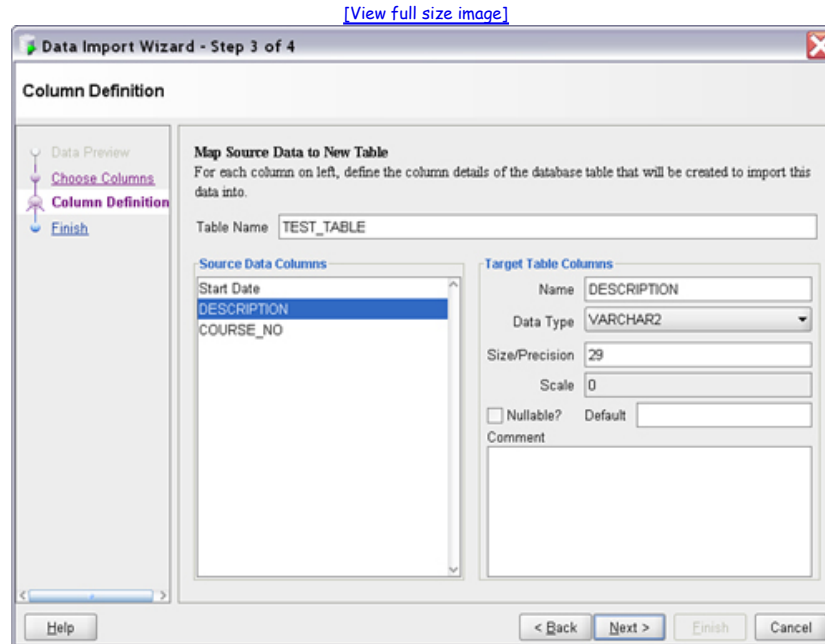 [View full size image]
Data Import Wizard - Step 3 of 4
Column Definition
Data Preview
Choose Columns
Column Definition
Finish
Map Source Data to New Table
For each column on left, define the column details of the database table that will be created to import this
data into.
Table Name TEST_TABLE
Source Data Columns
Start Date
DESCRIPTION
COURSE_NO
Target Table Columns
Name DESCRIPTION
Data Type VARCHAR2
Size/Precision 29
Scale 0
Nullable? Default
Comment
Help
< Back Next > Finish Cancel